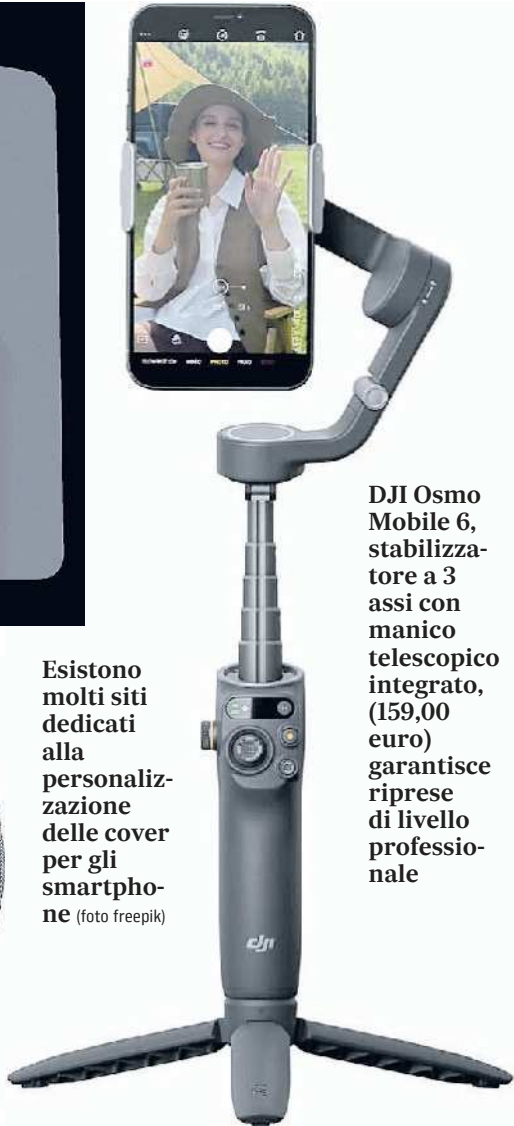 DJI Osmo
Mobile 6,
stabilizza-
tore a 3
assi con
manico
telescopico
integrato,
(159,00
euro)
garantisce
riprese
di livello
professio-
nale
Esistono
molti siti
dedicati
alla
personaliz-
zazione
delle cover
per gli
smartpho-
ne (foto freepik)
PHOTO
dji